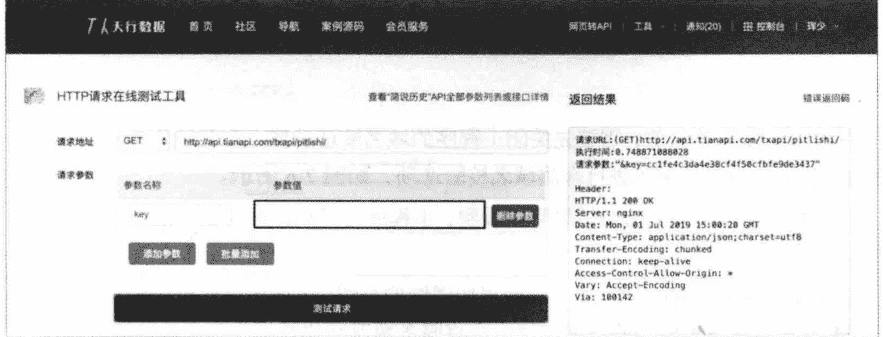 天行数据 首页 社区 导航 案例源码 会员服务 网页转API 工具 通知(20) 控制台 珲少
HTTP请求在线测试工具 查看"简说历史"API全部参数列表或接口详情
请求地址 GET http://api.tianapi.com/txapi/pitlishi/
请求参数
参数名称 参数值
key 删除参数
添加参数 批量添加
测试请求
返回结果 错误返回码
请求URL:(GET)http://api.tianapi.com/txapi/pitlishi/
执行时间:0.748871088028
请求参数:"&key=cc1fe4c3da4e38cf4f50cfbfe9de3437"
Header:
HTTP/1.1 200 OK
Server: nginx
Date: Mon, 01 Jul 2019 15:00:20 GMT
Content-Type: application/json;charset=utf8
Transfer-Encoding: chunked
Connection: keep-alive
Access-Control-Allow-Origin: *
Vary: Accept-Encoding
Via: 100142